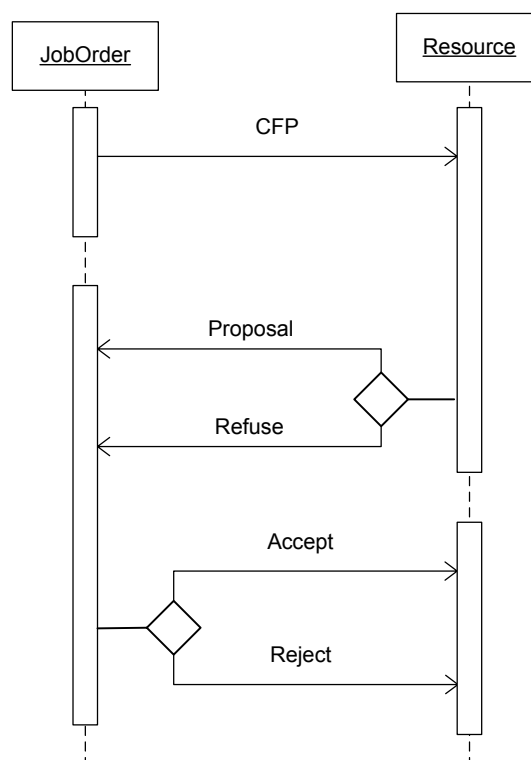 JobOrder
Resource
CFP
Proposal
Refuse
Accept
Reject